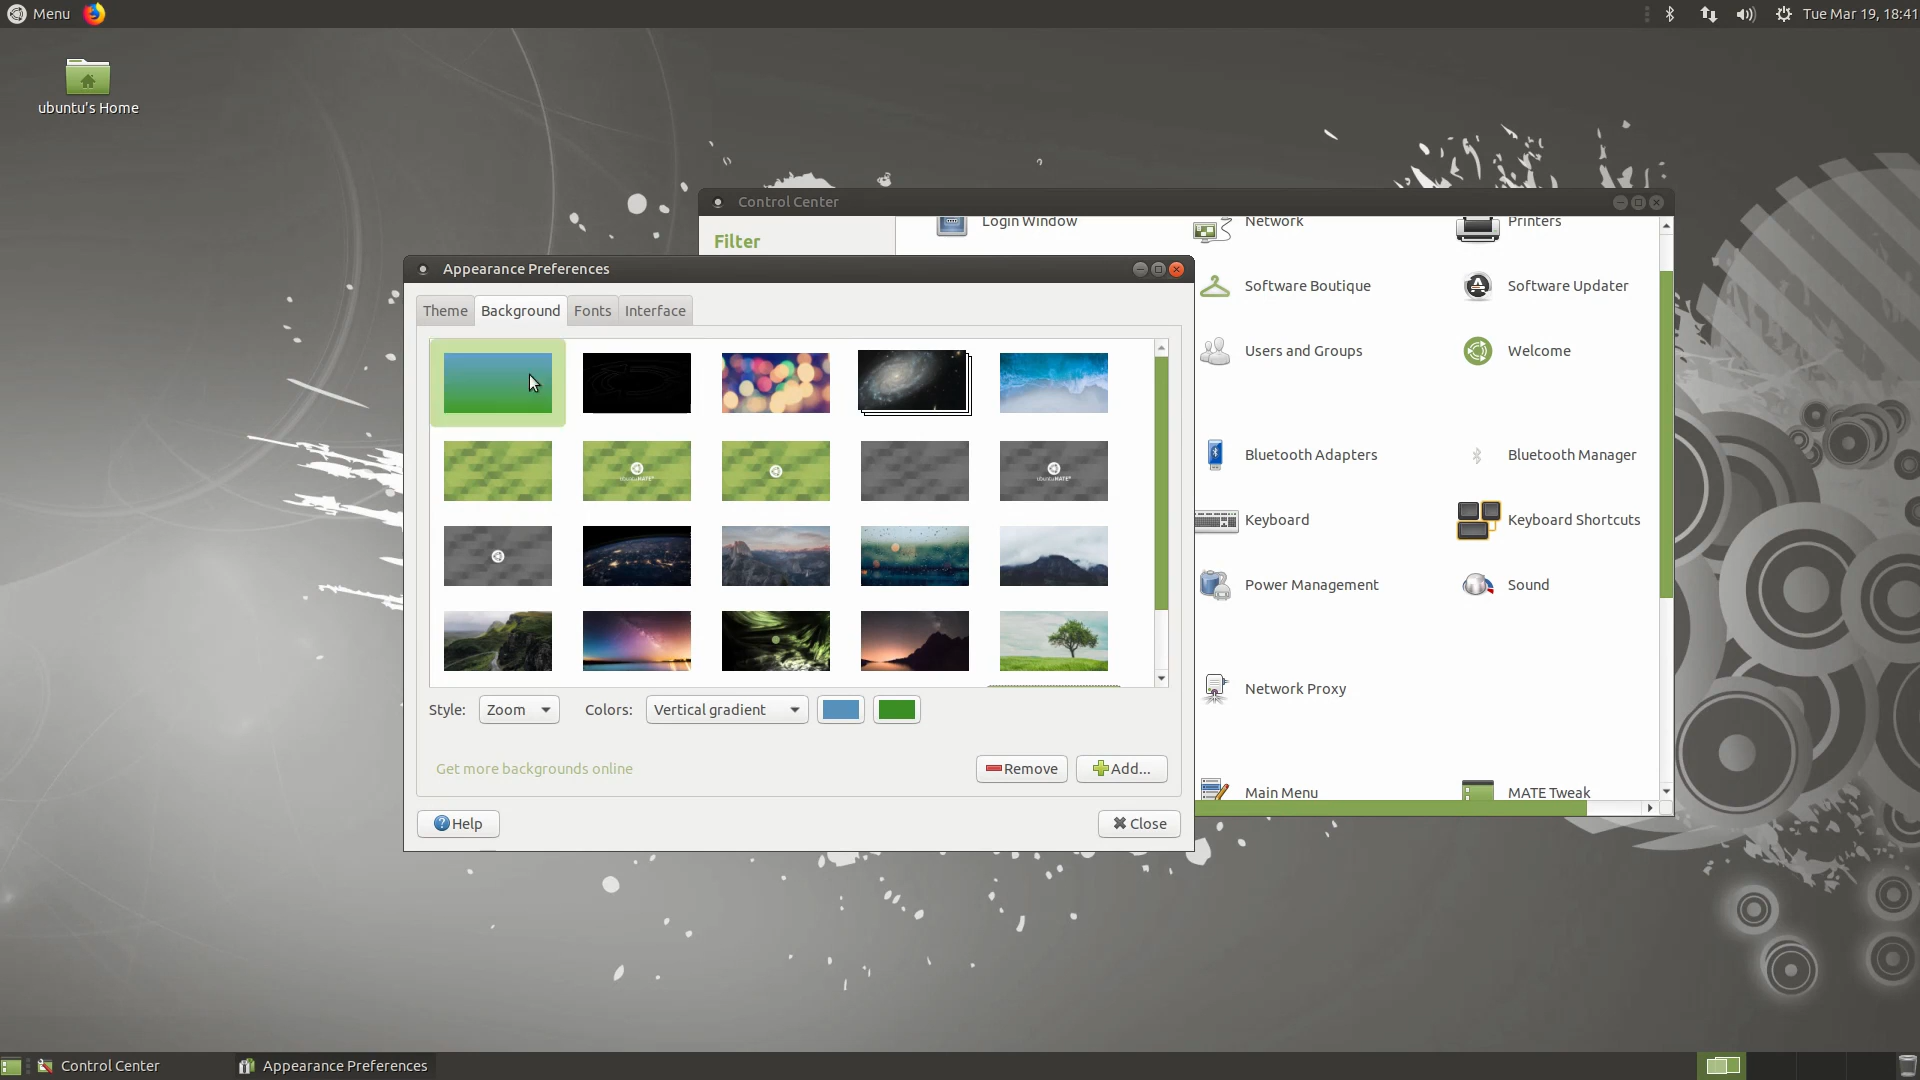 Menu
Tue Mar 19, 18:41
ubuntu's Home
Control Center
Filter
Login Window
Network
Printers
Appearance Preferences
Software Boutique
Software Updater
Theme
Background
Fonts
Interface
Users and Groups
Welcome
Bluetooth Adapters
Bluetooth Manager
ubuntuMATE
ubuntuMATE
Keyboard
Keyboard Shortcuts
Power Management
Sound
Network Proxy
Style:
Zoom
Colors:
Vertical gradient
Get more backgrounds online
Remove
Add...
Main Menu
MATE Tweak
Help
Close
Control Center
Appearance Preferences